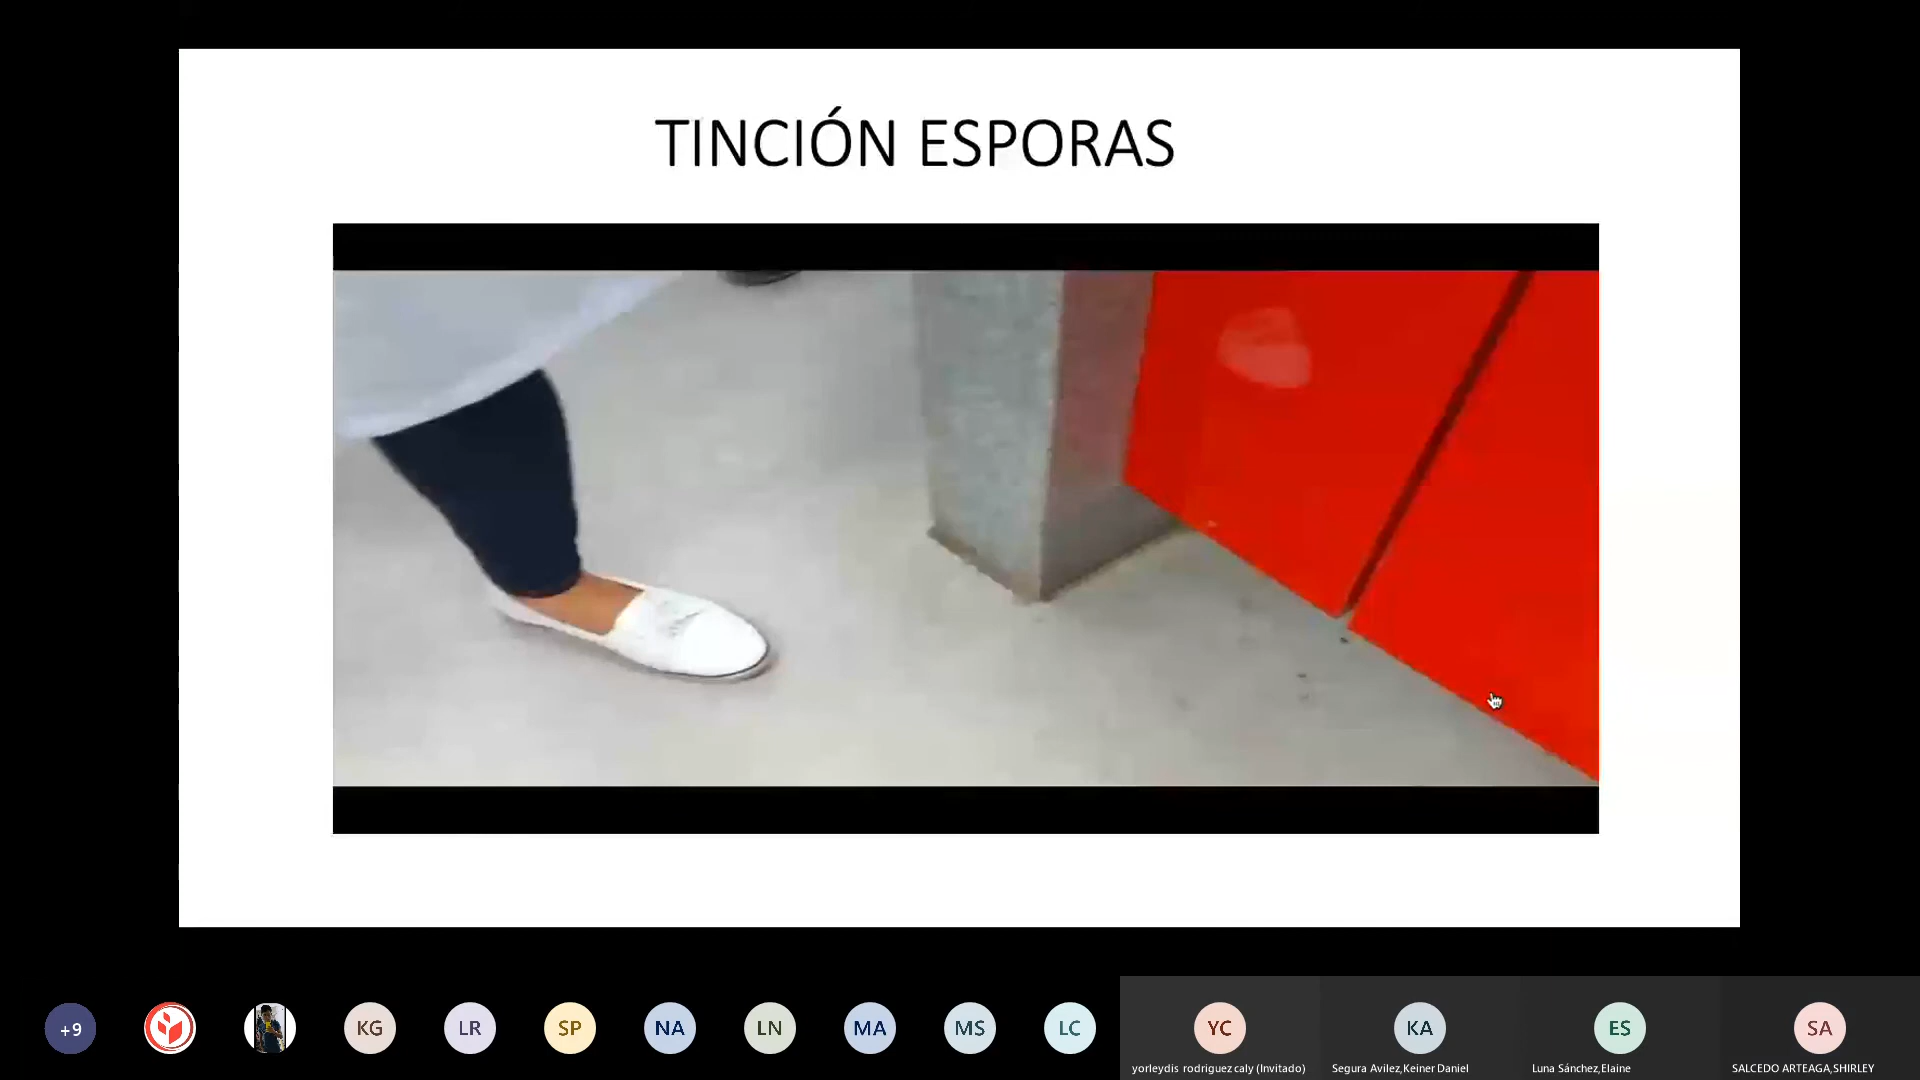 TINCIÓN ESPORAS
+9
KG
LR
SP
NA
LN
MA
MS
LC
YC
KA
ES
SA
yorleydis rodriguez caly (Invitado)
Segura Avilez,Keiner Daniel
Luna Sánchez,Elaine
SALCEDO ARTEAGA,SHIRLEY